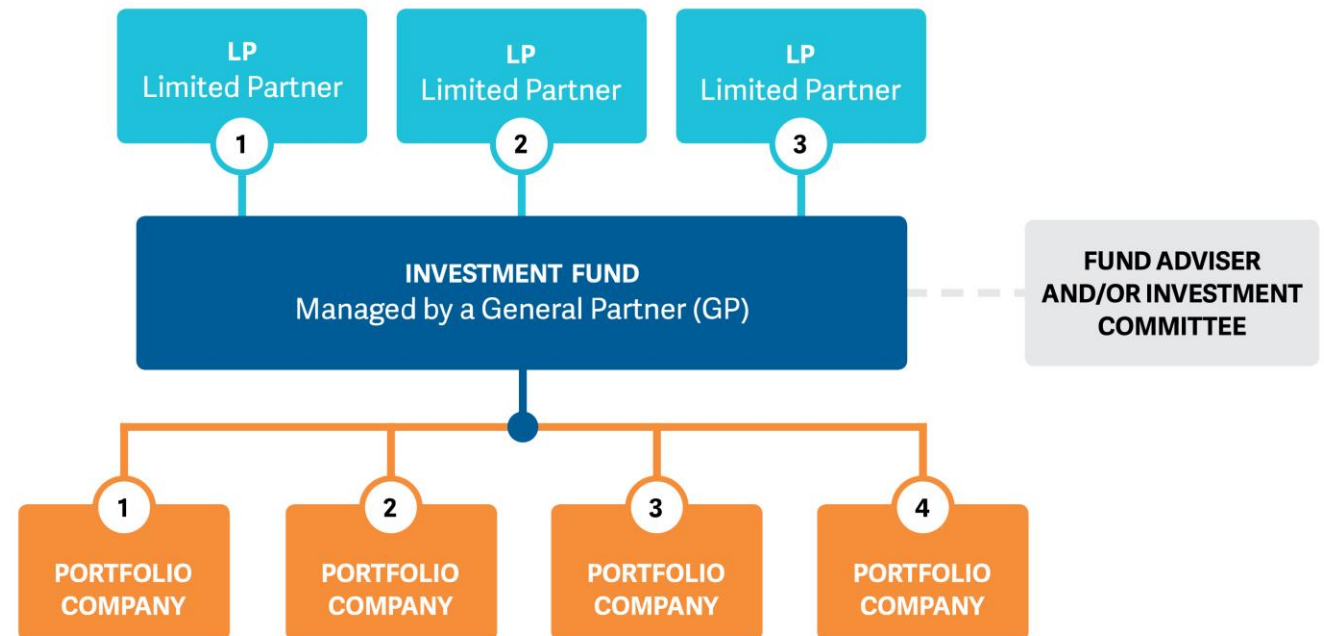 LP
Limited Partner
1
LP
Limited Partner
2
LP
Limited Partner
3
INVESTMENT FUND
Managed by a General Partner (GP)
FUND ADVISER
AND/OR INVESTMENT
COMMITTEE
1
PORTFOLIO
COMPANY
2
PORTFOLIO
COMPANY
3
PORTFOLIO
COMPANY
4
PORTFOLIO
COMPANY